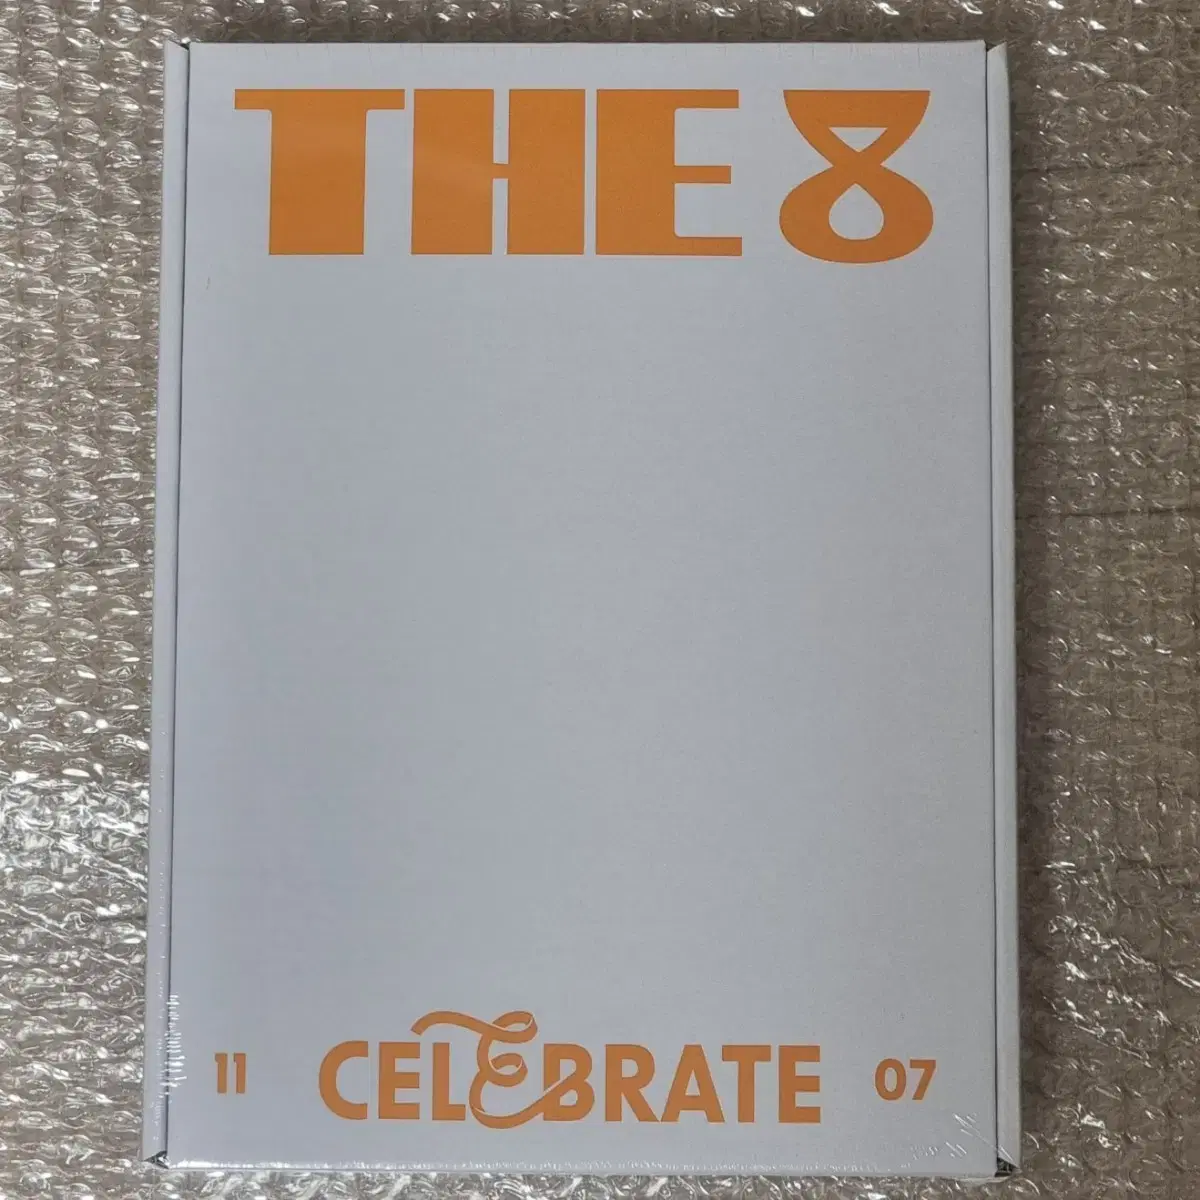 THE 8
11 CELEBRATE 07